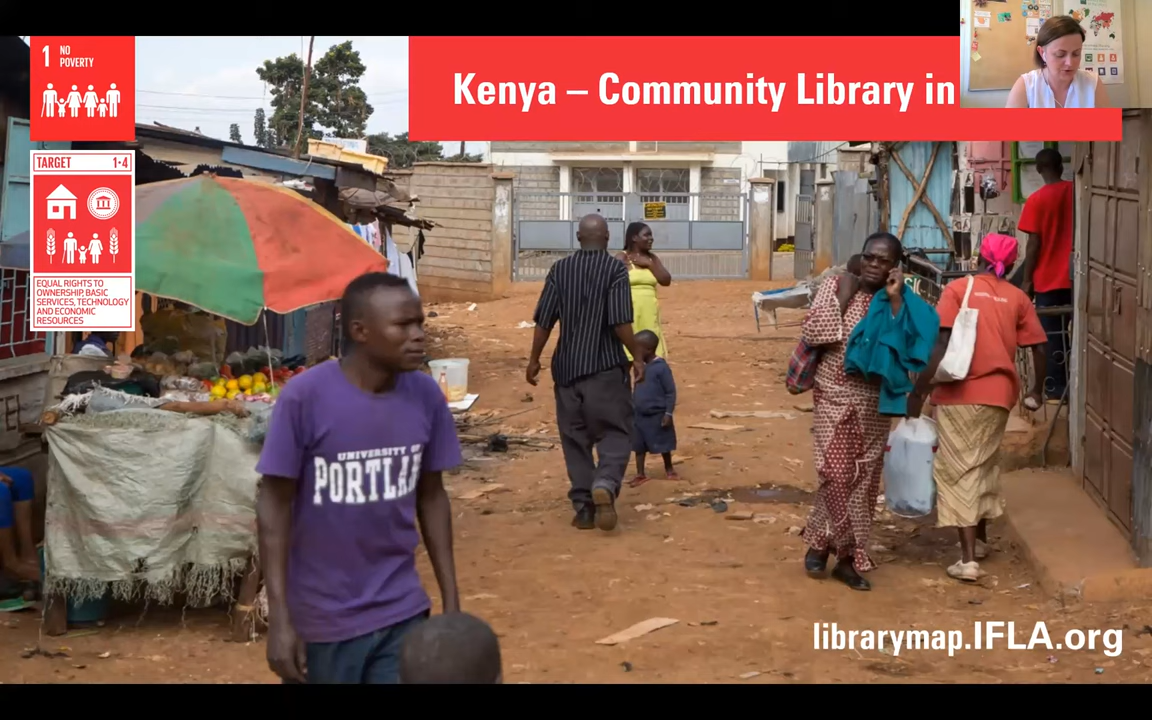 1 NO
POVERTY
Kenya – Community Library in
TARGET 1·4
EQUAL RIGHTS TO
OWNERSHIP, BASIC
SERVICES, TECHNOLOGY
AND ECONOMIC
RESOURCES
UNIVERSITY OF
PORTLAN
librarymap.IFLA.org